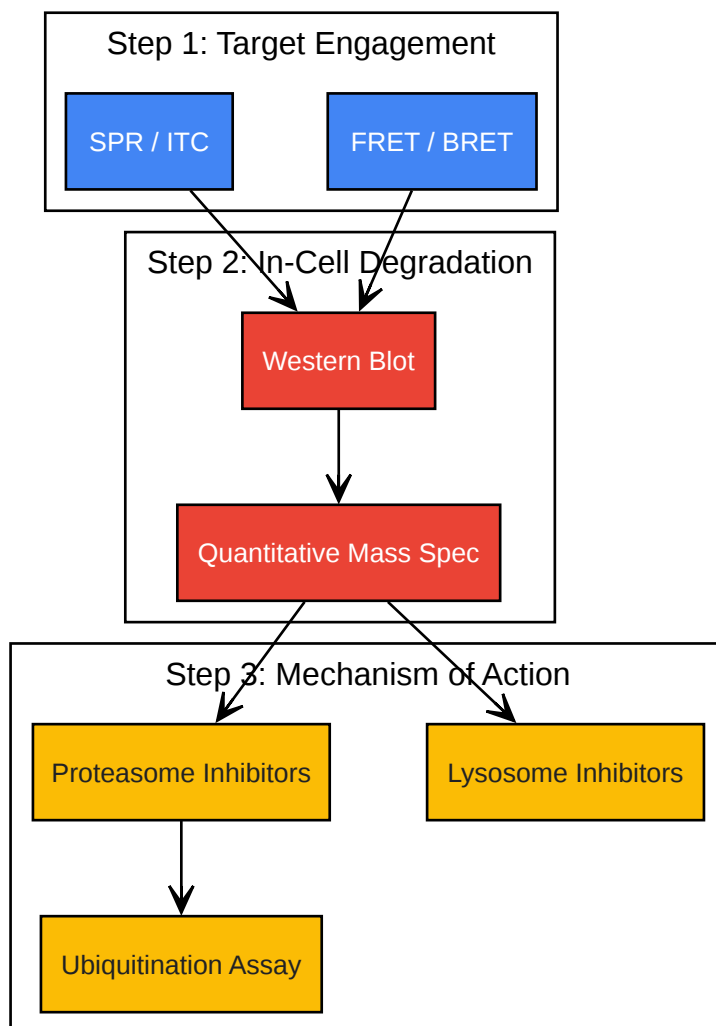 Step 1: Target Engagement
SPR / ITC
FRET / BRET
Step 2: In-Cell Degradation
Western Blot
Quantitative Mass Spec
Step 3: Mechanism of Action
Proteasome Inhibitors
Lysosome Inhibitors
Ubiquitination Assay